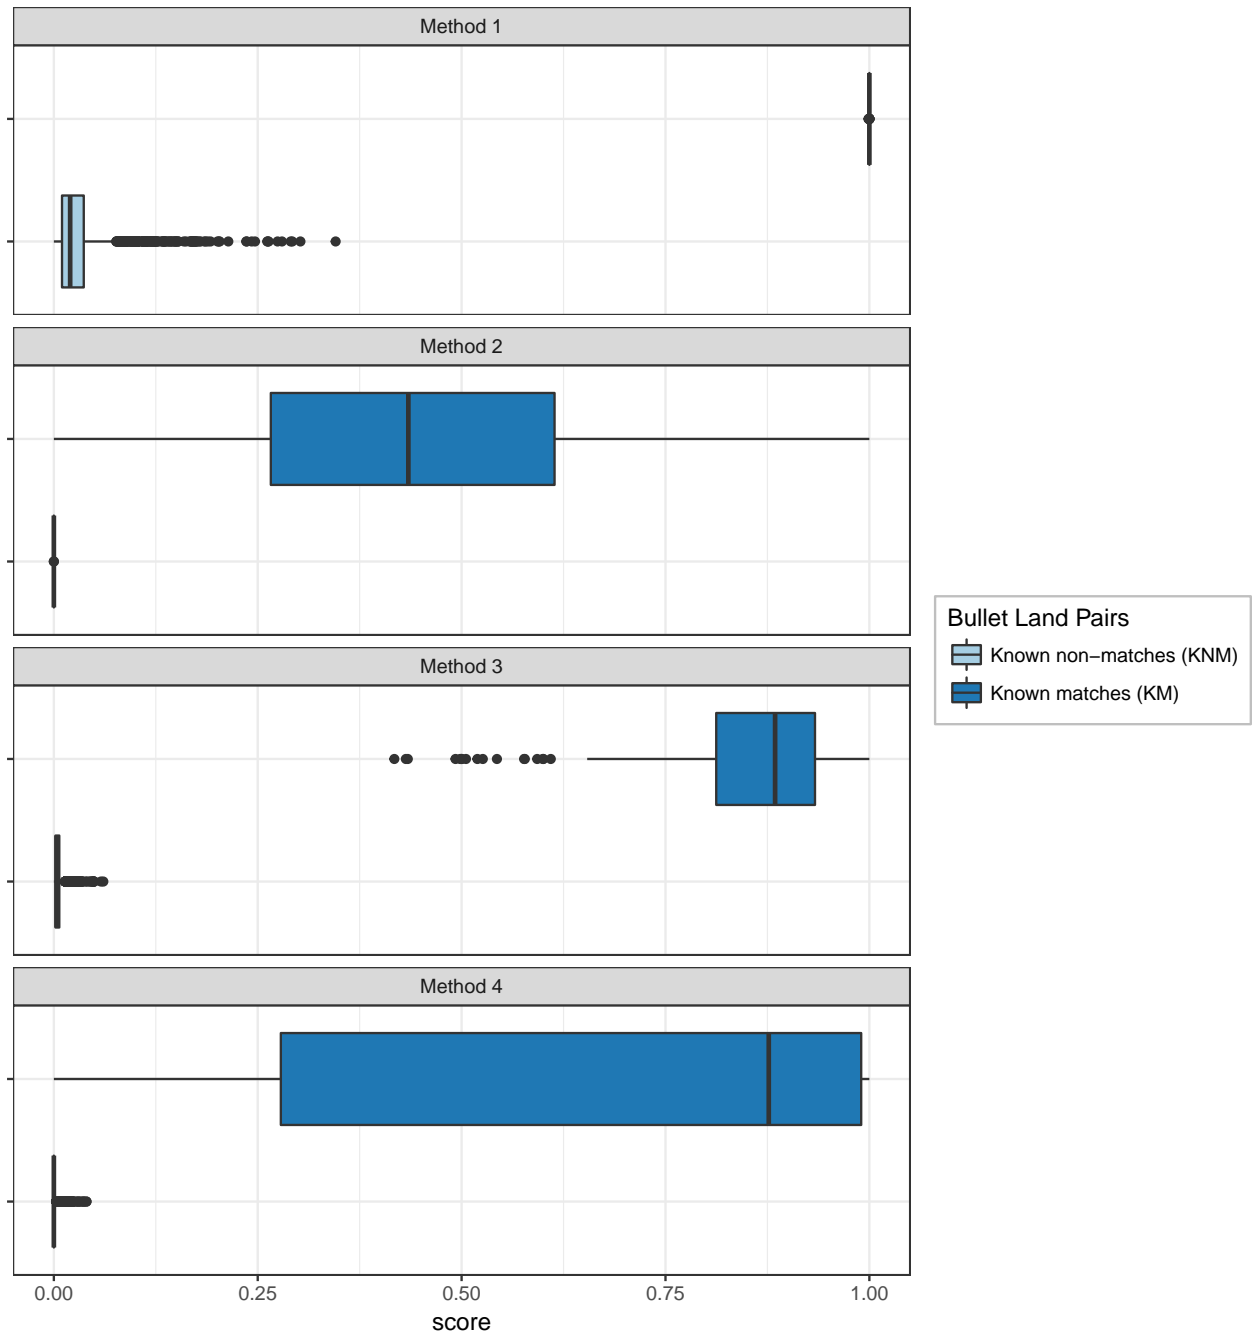 Method 1
Method 2
Method 3
Method 4
0.00 0.25 0.50 0.75 1.00
score
Bullet Land Pairs
Known non−matches (KNM)
Known matches (KM)